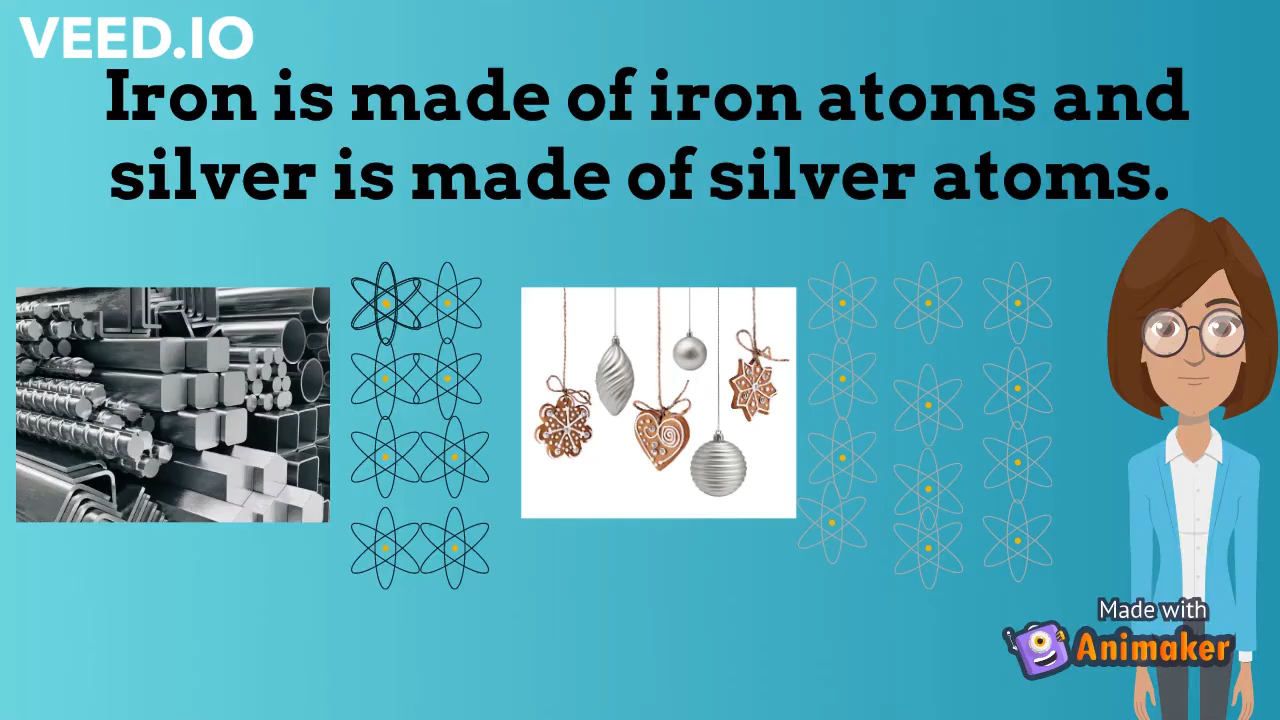 VEED.IO
Iron is made of iron atoms and
silver is made of silver atoms.
Made with
Animaker